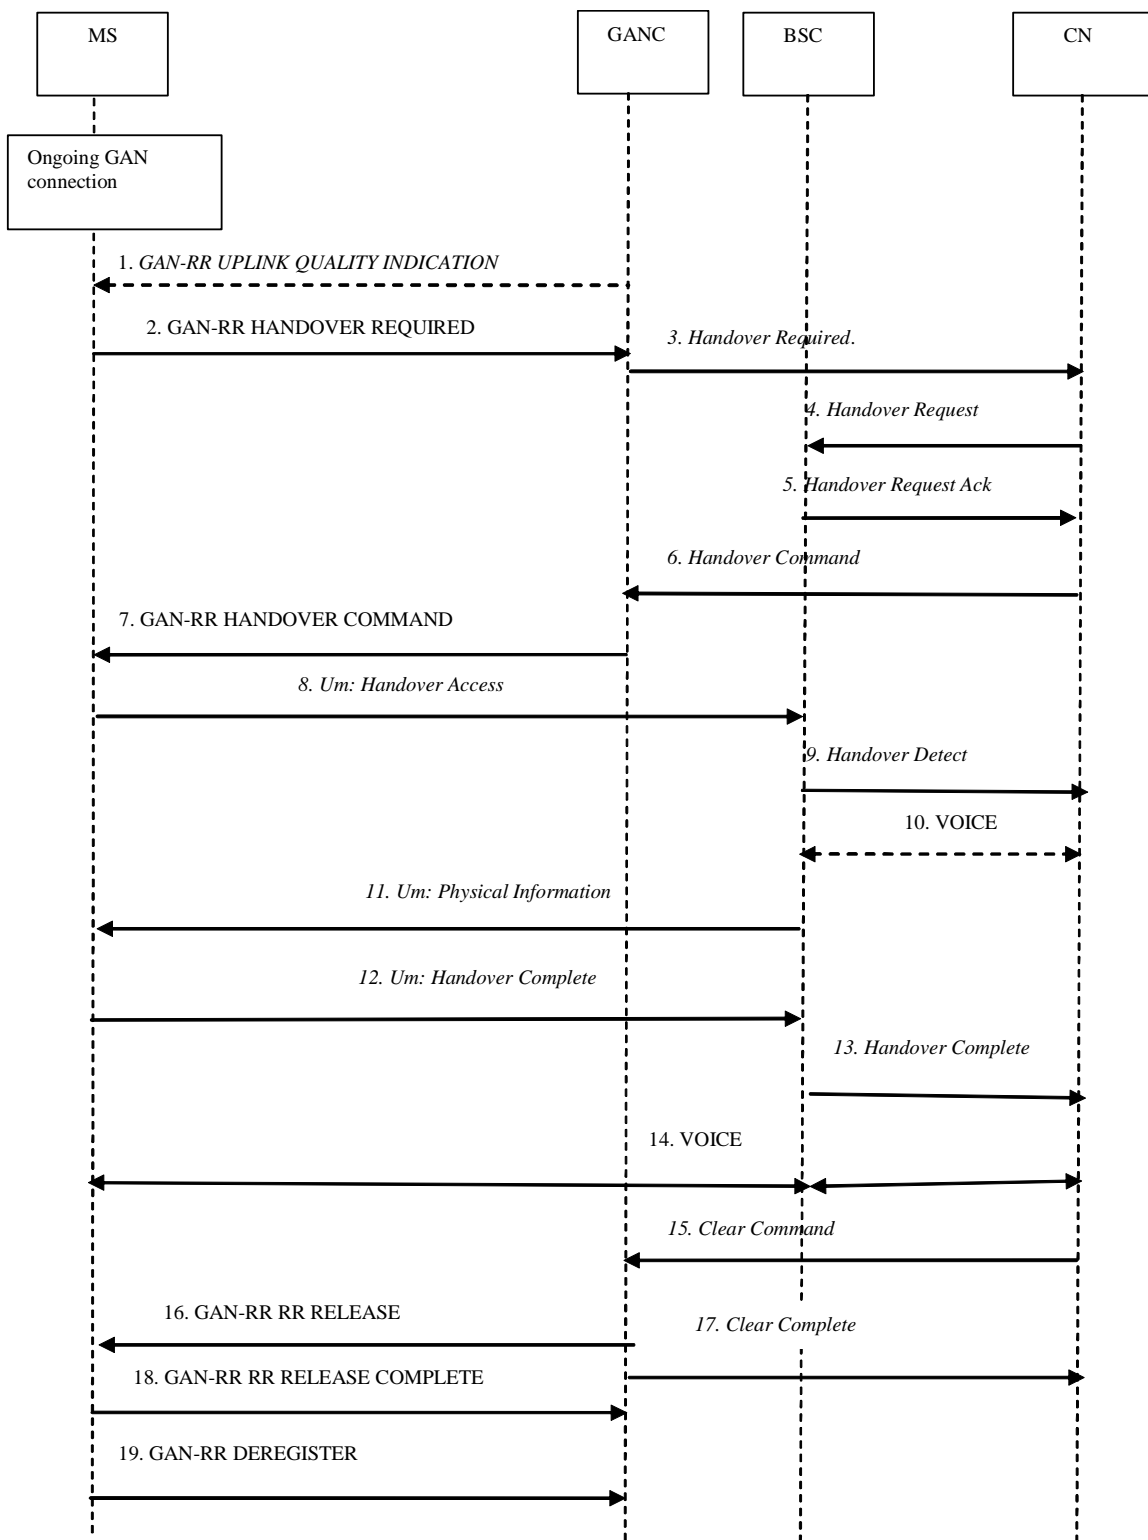 MS
GANC
BSC
CN
Ongoing GAN
connection
1. GAN-RR UPLINK QUALITY INDICATION
2. GAN-RR HANDOVER REQUIRED
3. Handover Required.
4. Handover Request
5. Handover Request Ack
6. Handover Command
7. GAN-RR HANDOVER COMMAND
8. Um: Handover Access
9. Handover Detect
10. VOICE
11. Um: Physical Information
12. Um: Handover Complete
13. Handover Complete
14. VOICE
15. Clear Command
16. GAN-RR RR RELEASE
17. Clear Complete
18. GAN-RR RR RELEASE COMPLETE
19. GAN-RR DEREGISTER